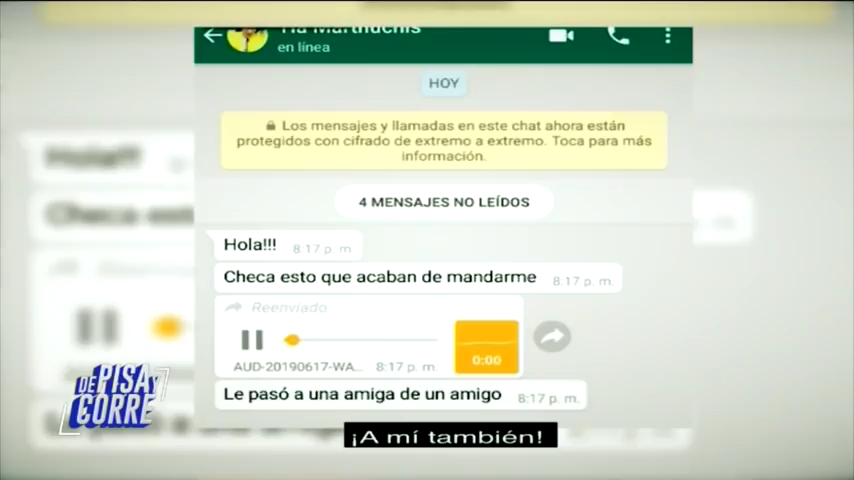 Tía Marthuchis
en línea
HOY
Los mensajes y llamadas en este chat ahora están
protegidos con cifrado de extremo a extremo. Toca para más
información.
4 MENSAJES NO LEÍDOS
Hola!!!
8:17 p. m.
Checa esto que acaban de mandarme
8:17 p. m.
Reenviado
AUD-20190617-WA...
8:17 p. m.
0:00
Le pasó a una amiga de un amigo
8:17 p. m.
DE PISA Y
CORRE
¡A mí también!